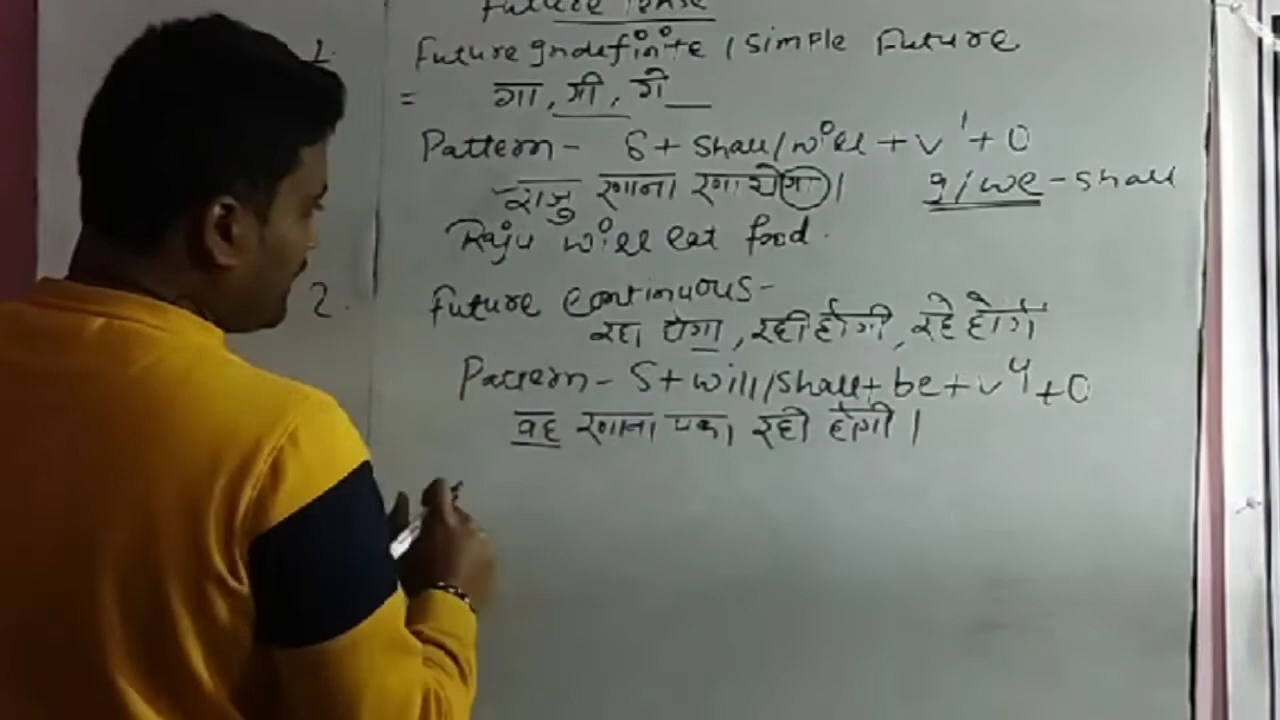 Future Tense
1. Future Indefinite / Simple Future
= गा, गी, गे
Pattern - S + Shall/will + V¹ + O
राजु खाना खायेगा। I/we - shall
Raju will eat food.
2. Future Continuous -
रहा होगा, रही होगी, रहे होंगे
Pattern - S + will/shall + be + V⁴ + O
वह खाना पका रही होगी।